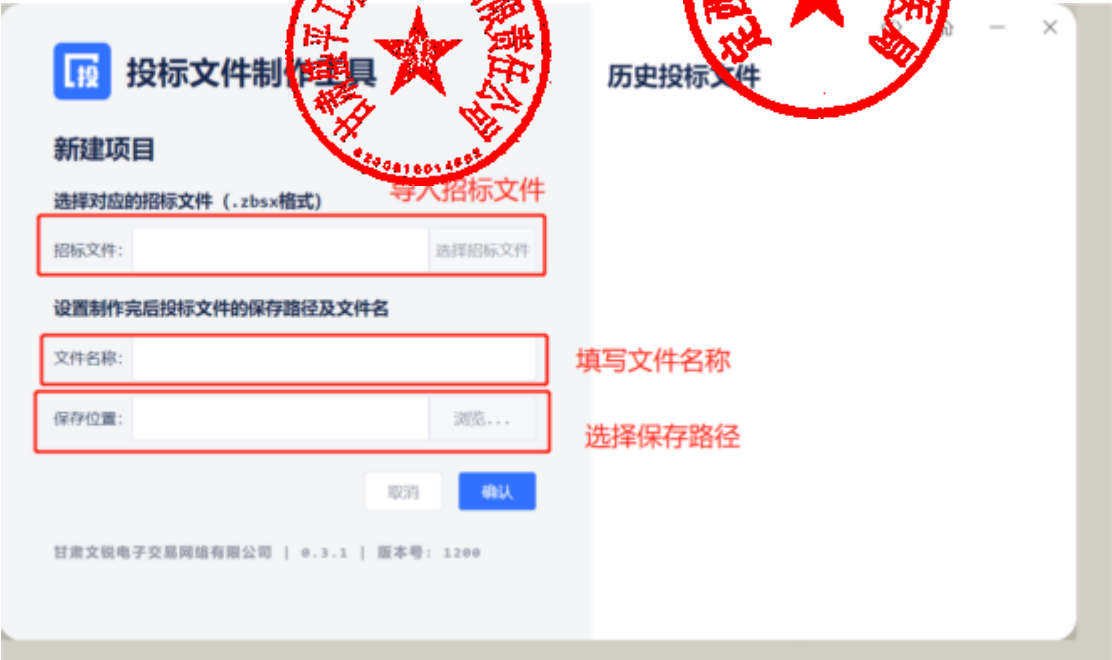 投标文件制作工具
历史投标文件
新建项目
导入招标文件
选择对应的招标文件（.zbsx格式）
招标文件：
选择招标文件
设置制作完后投标文件的保存路径及文件名
文件名称：
填写文件名称
保存位置：
浏览...
选择保存路径
取消
确认
甘肃文锐电子交易网络有限公司 | 0.3.1 | 版本号：1200